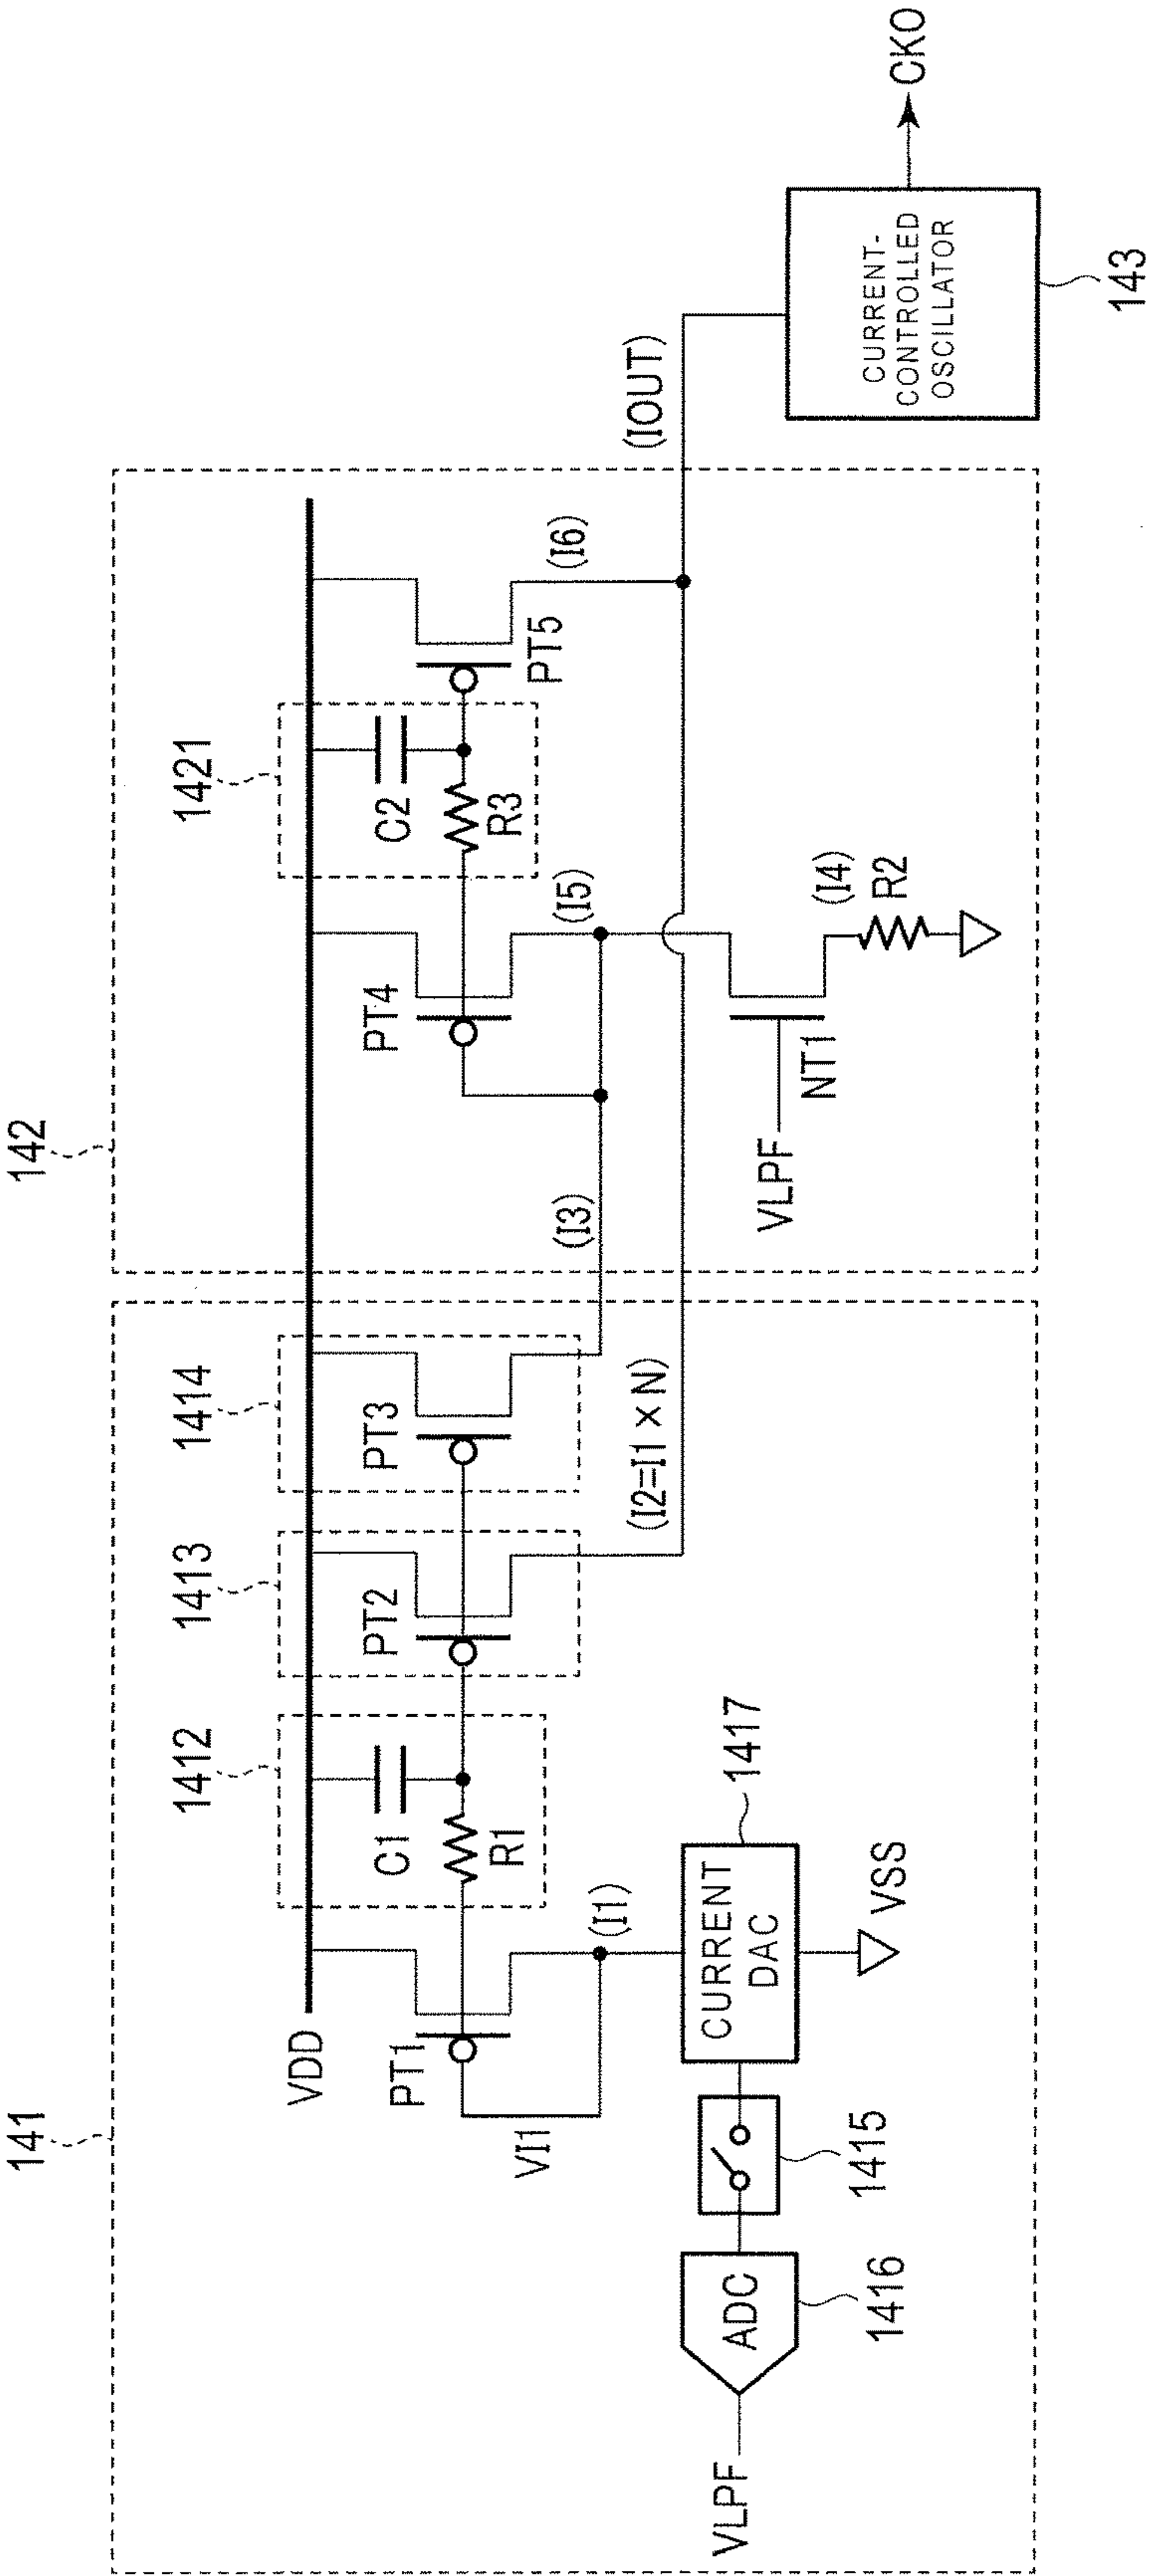 141
142
VDD
1412
1413
1414
1421
C1
R1
PT1
PT2
PT3
PT4
C2
R3
PT5
VI1
(I1)
(I2=I1 × N)
(I3)
(I5)
(I6)
(IOUT)
VLPF
ADC
1416
1415
CURRENT
DAC
1417
VSS
VLPF
NT1
(I4)
R2
CURRENT-
CONTROLLED
OSCILLATOR
143
CKO